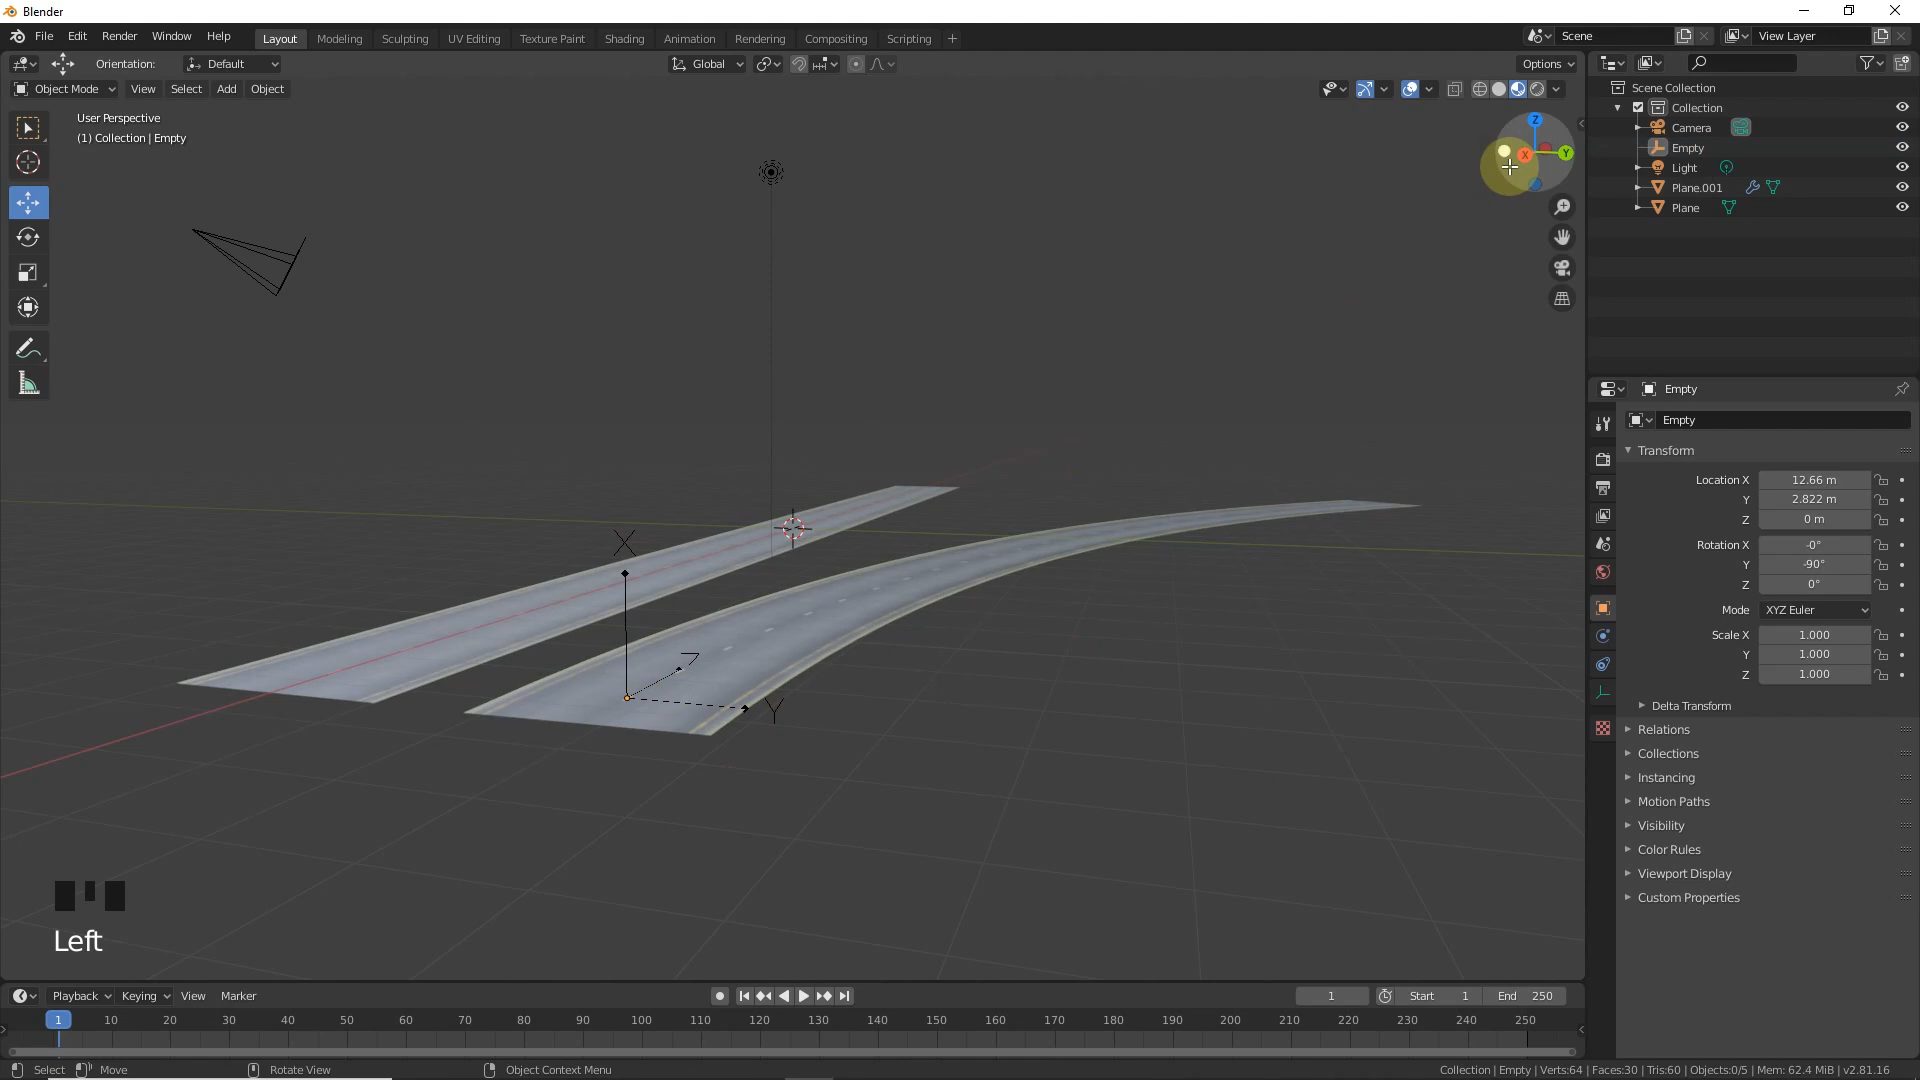 Blender
File Edit Render Window Help
Layout Modeling Sculpting UV Editing Texture Paint Shading Animation Rendering Compositing Scripting +
Scene
View Layer
Orientation: Default
Global
Options
Object Mode View Select Add Object
User Perspective
(1) Collection | Empty
Z
X
Y
X
Y
Z
Left
Scene Collection
Collection
Camera
Empty
Light
Plane.001
Plane
Empty
Empty
Transform
Location X 12.66 m
Y 2.822 m
Z 0 m
Rotation X -0°
Y -90°
Z 0°
Mode XYZ Euler
Scale X 1.000
Y 1.000
Z 1.000
Delta Transform
Relations
Collections
Instancing
Motion Paths
Visibility
Color Rules
Viewport Display
Custom Properties
Playback Keying View Marker
1 Start 1 End 250
1 10 20 30 40 50 60 70 80 90 100 110 120 130 140 150 160 170 180 190 200 210 220 230 240 250
Select Move Rotate View Object Context Menu
Collection | Empty | Verts:64 | Faces:30 | Tris:60 | Objects:0/5 | Mem: 62.4 MiB | v2.81.16